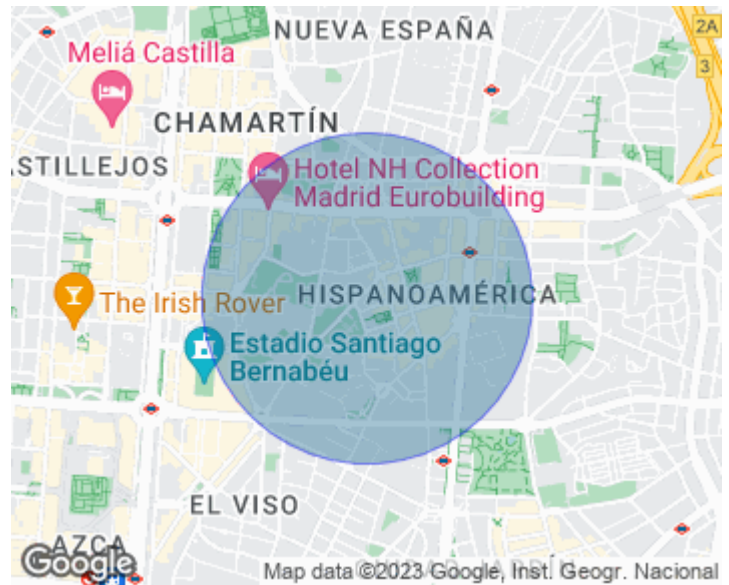 NUEVA ESPAÑA
2A
3
Meliá Castilla
CHAMARTÍN
ASTILLEJOS
Hotel NH Collection
Madrid Eurobuilding
The Irish Rover
HISPANOAMÉRICA
Estadio Santiago
Bernabéu
EL VISO
AZCA
Google
Map data ©2023 Google, Inst. Geogr. Nacional